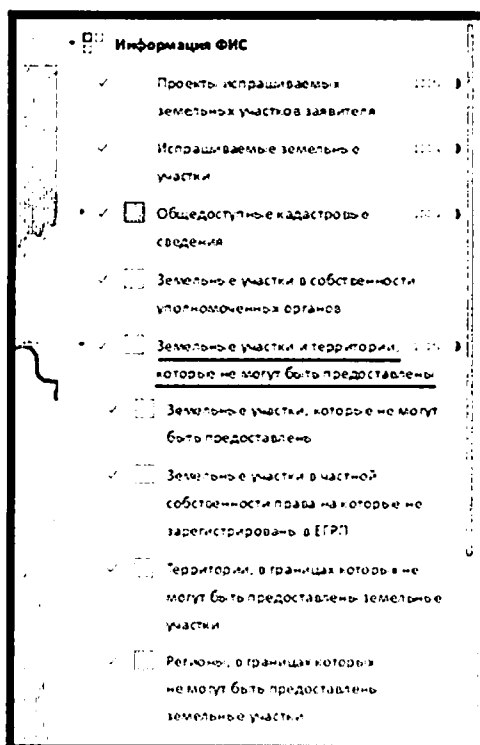 Информация ФИС
Проекты испрашиваемых
земельных участков заявителя
Испрашиваемые земельные
участки
Общедоступные кадастровые
сведения
Земельные участки в собственности
уполномоченных органов
Земельные участки и территории,
которые не могут быть предоставлены
Земельные участки, которые не могут
быть предоставлены
Земельные участки в частной
собственности права на которые не
зарегистрированы в ЕГРП
Территории, в границах которых не
могут быть предоставлены земельные
участки
Регионы, в границах которых
не могут быть предоставлены
земельные участки